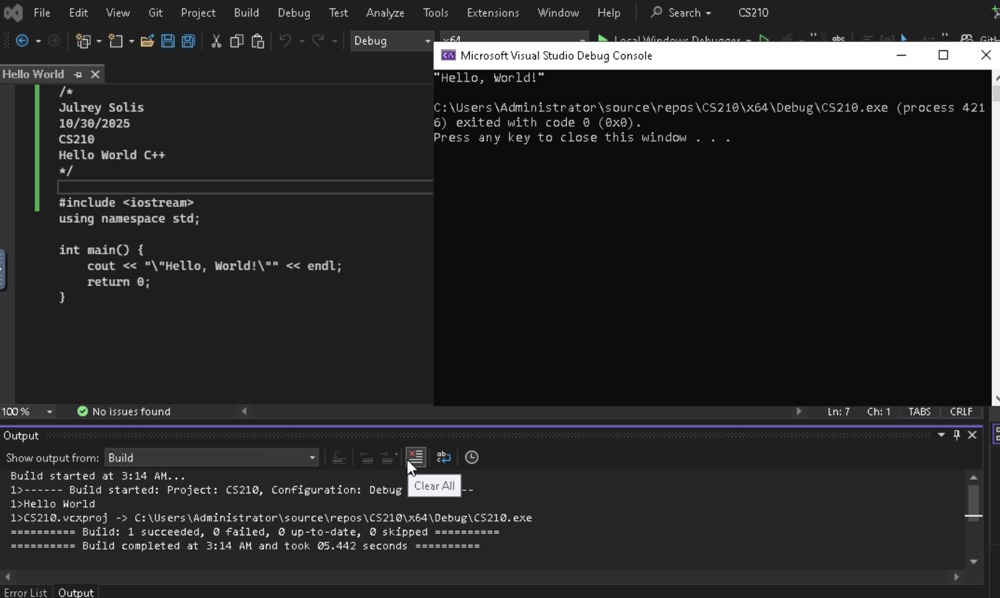 File Edit View Git Project Build Debug Test Analyze Tools Extensions Window Help Search CS210
Debug x64 Local Windows Debugger
Microsoft Visual Studio Debug Console
"Hello, World!"
C:\Users\Administrator\source\repos\CS210\x64\Debug\CS210.exe (process 421
6) exited with code 0 (0x0).
Press any key to close this window . . .
Hello World
/*
Julrey Solis
10/30/2025
CS210
Hello World C++
*/
#include <iostream>
using namespace std;
int main() {
cout << "\"Hello, World!\"" << endl;
return 0;
}
100 % No issues found Ln: 7 Ch: 1 TABS CRLF
Output
Show output from: Build
Clear All
Build started at 3:14 AM...
1>------ Build started: Project: CS210, Configuration: Debug --
1>Hello World
1>CS210.vcxproj -> C:\Users\Administrator\source\repos\CS210\x64\Debug\CS210.exe
========== Build: 1 succeeded, 0 failed, 0 up-to-date, 0 skipped ==========
========== Build completed at 3:14 AM and took 05.442 seconds ==========
Error List Output